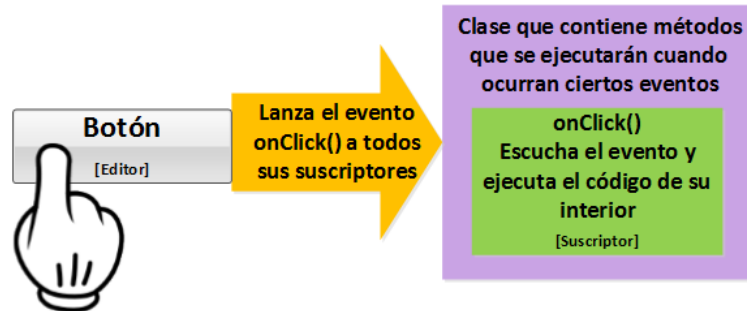 Botón
[Editor]
Lanza el evento
onClick() a todos
sus suscriptores
Clase que contiene métodos
que se ejecutarán cuando
ocurran ciertos eventos
onClick()
Escucha el evento y
ejecuta el código de su
interior
[Suscriptor]